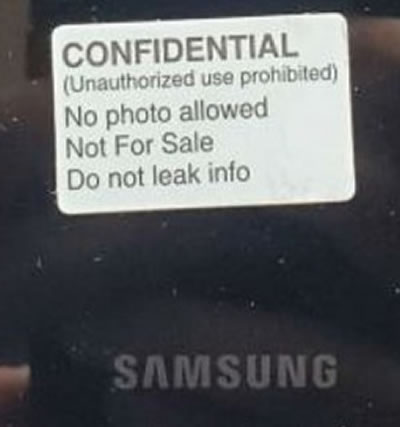 CONFIDENTIAL
(Unauthorized use prohibited)
No photo allowed
Not For Sale
Do not leak info
SAMSUNG